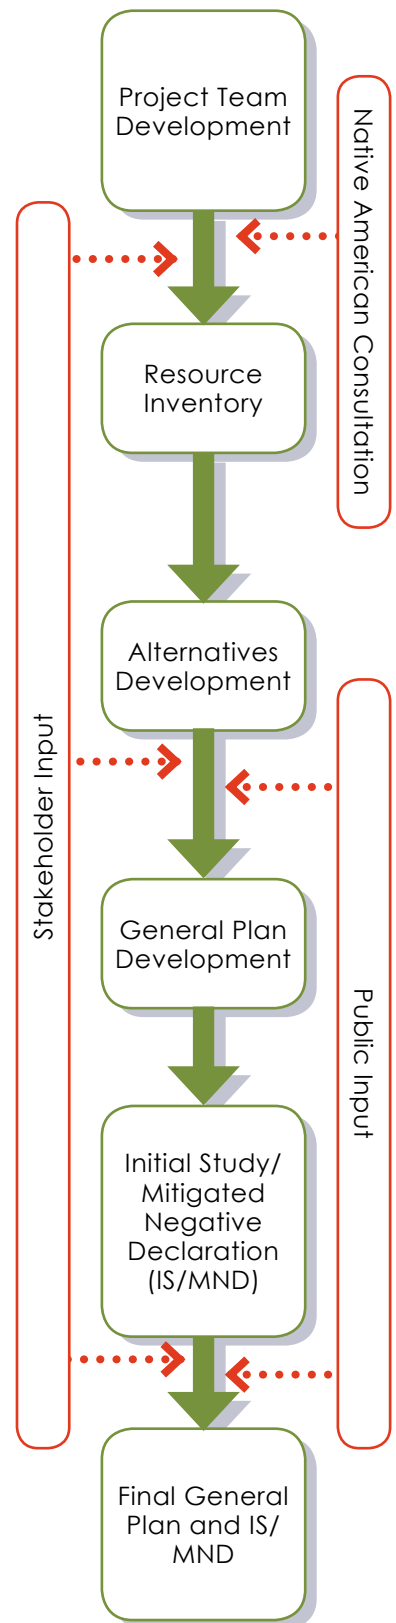 Project Team
Development
Native American Consultation
Resource
Inventory
Stakeholder Input
Alternatives
Development
General Plan
Development
Public Input
Initial Study/
Mitigated
Negative
Declaration
(IS/MND)
Final General
Plan and IS/
MND